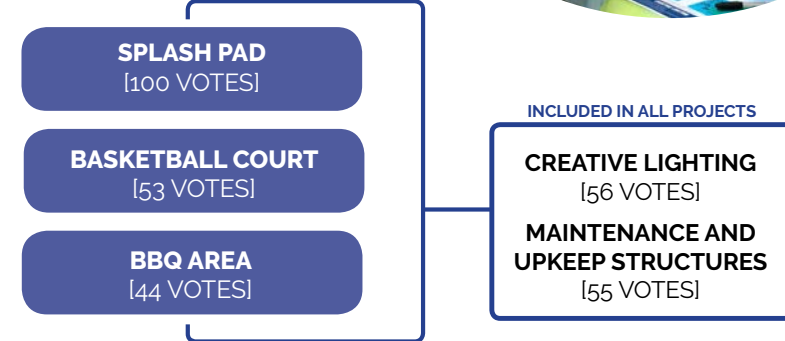 SPLASH PAD
[100 VOTES]
BASKETBALL COURT
[53 VOTES]
BBQ AREA
[44 VOTES]
INCLUDED IN ALL PROJECTS
CREATIVE LIGHTING
[56 VOTES]
MAINTENANCE AND
UPKEEP STRUCTURES
[55 VOTES]